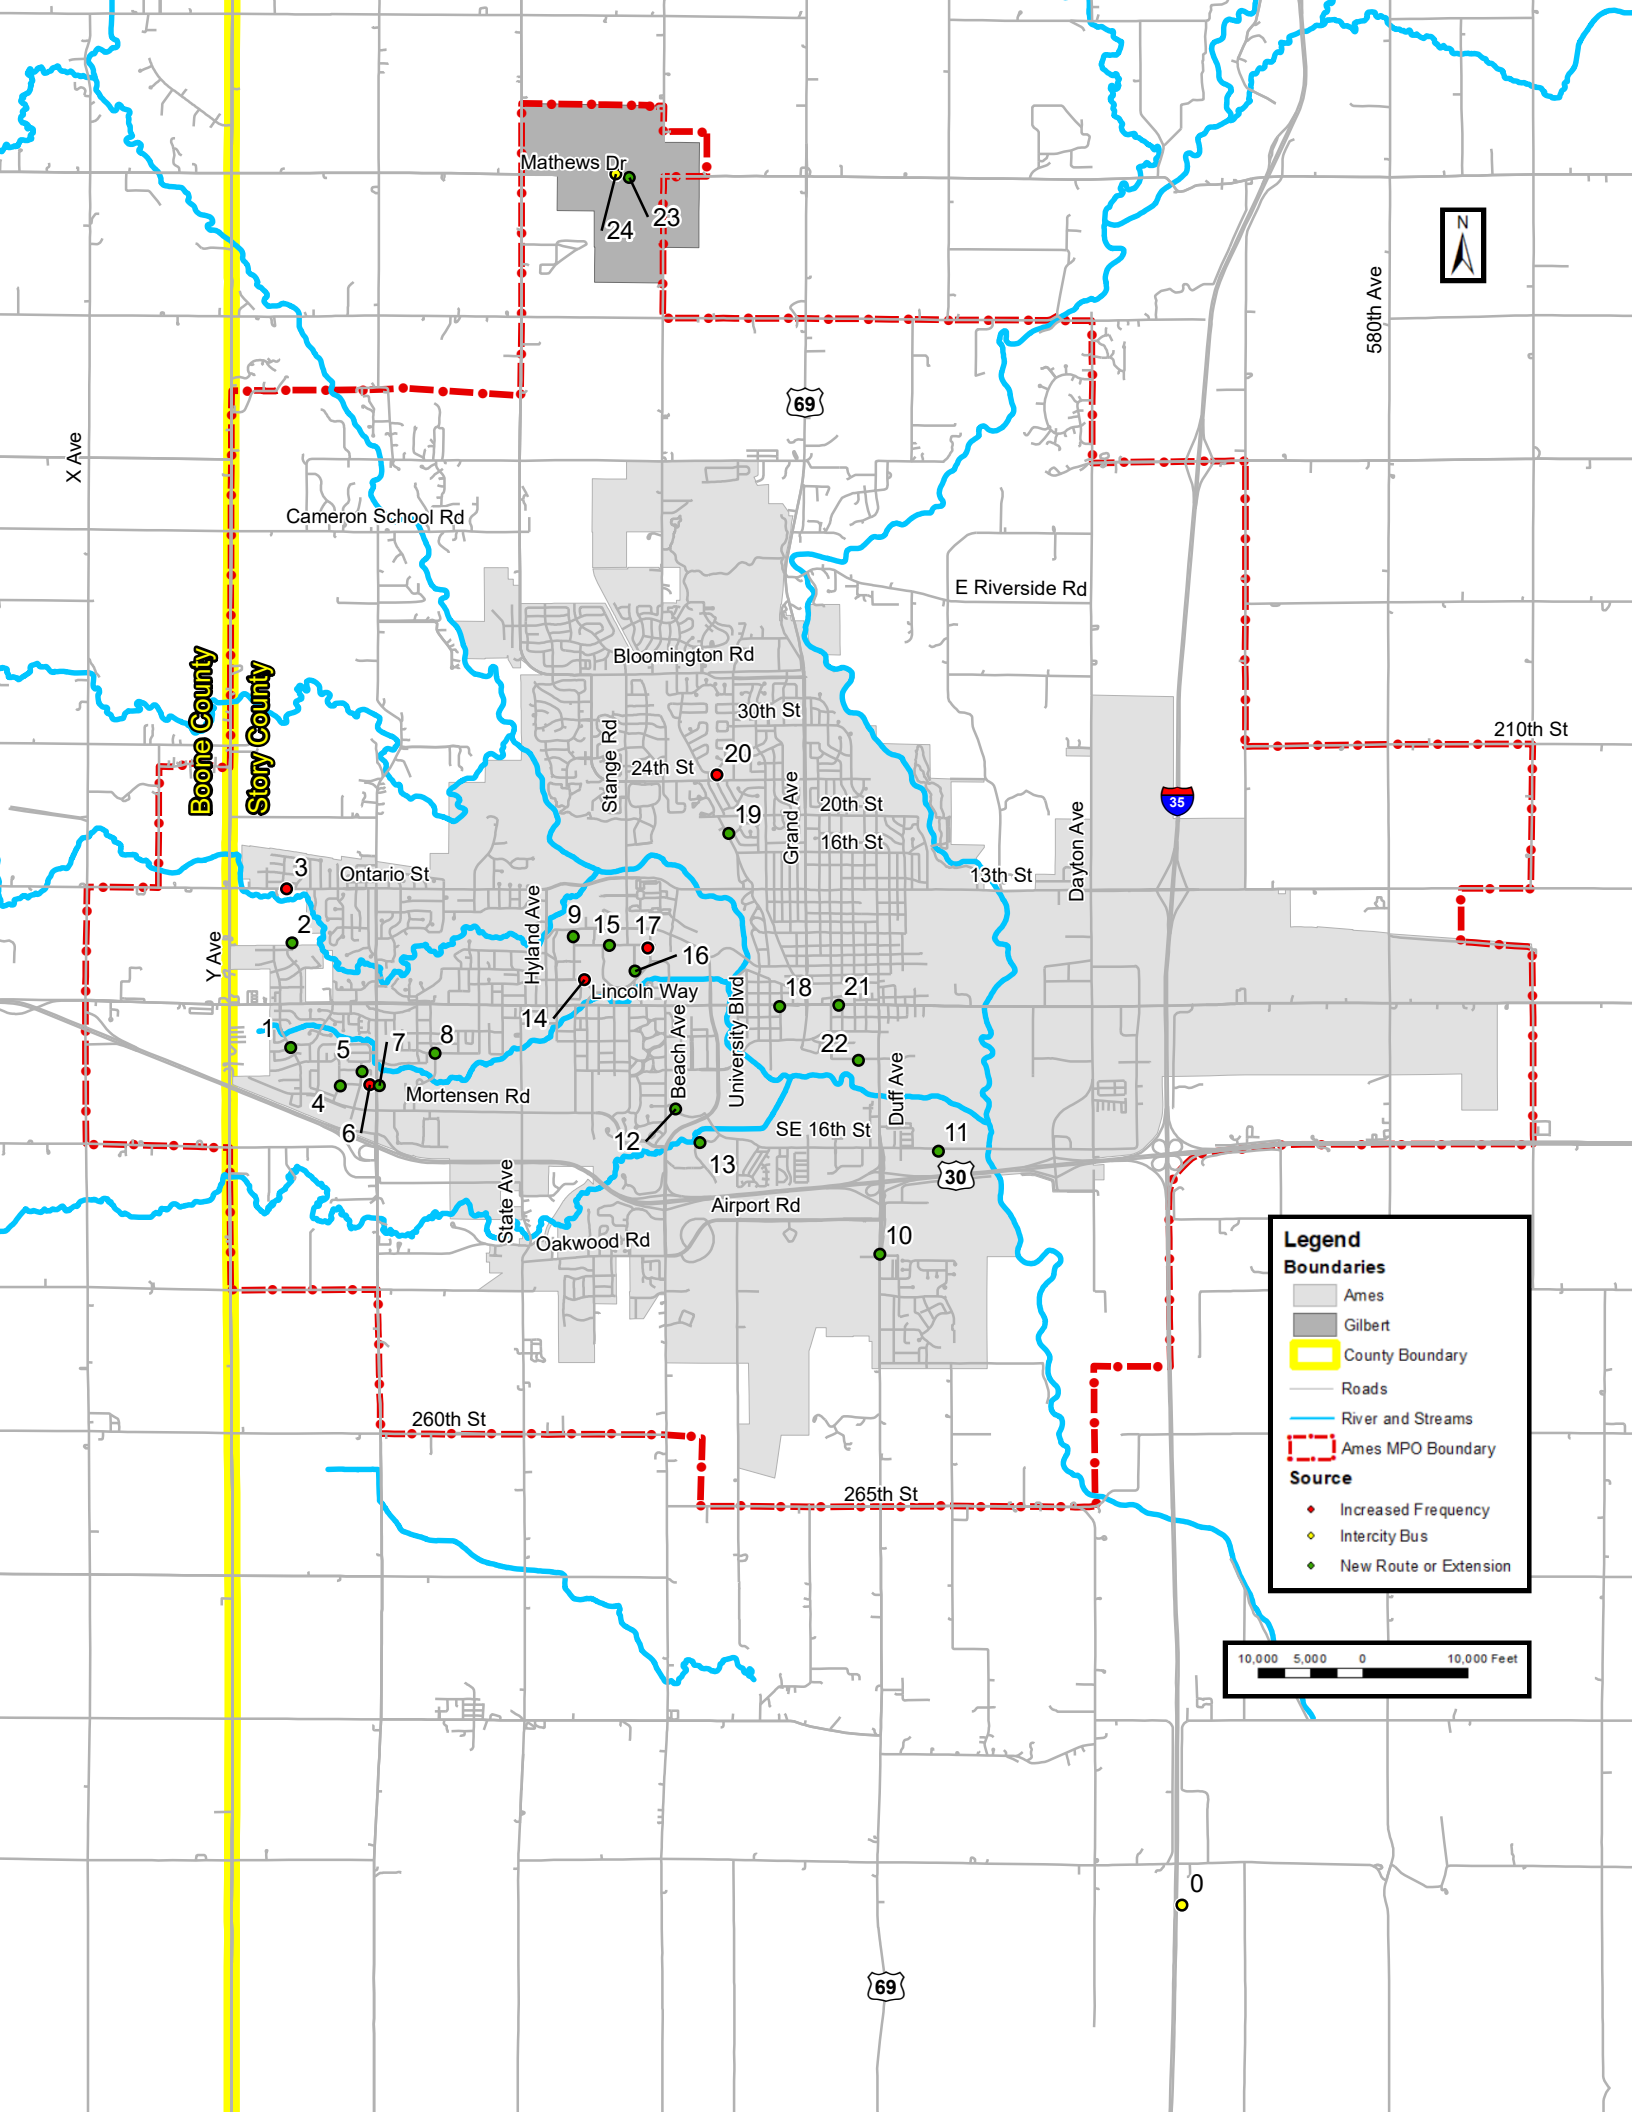 Mathews Dr
23
24
N
580th Ave
69
X Ave
Cameron School Rd
E Riverside Rd
Boone County
Story County
Bloomington Rd
30th St
210th St
Stange Rd
20
24th St
Grand Ave
20th St
35
Dayton Ave
19
16th St
3
Ontario St
13th St
Hyland Ave
9
15
17
2
Y Ave
16
Lincoln Way
University Blvd
18
21
14
1
5
7
8
Beach Ave
22
Duff Ave
4
Mortensen Rd
6
12
SE 16th St
11
13
30
State Ave
Airport Rd
Oakwood Rd
10
260th St
265th St
Legend
Boundaries
Ames
Gilbert
County Boundary
Roads
River and Streams
Ames MPO Boundary
Source
Increased Frequency
Intercity Bus
New Route or Extension
10,000 5,000 0 10,000 Feet
0
69